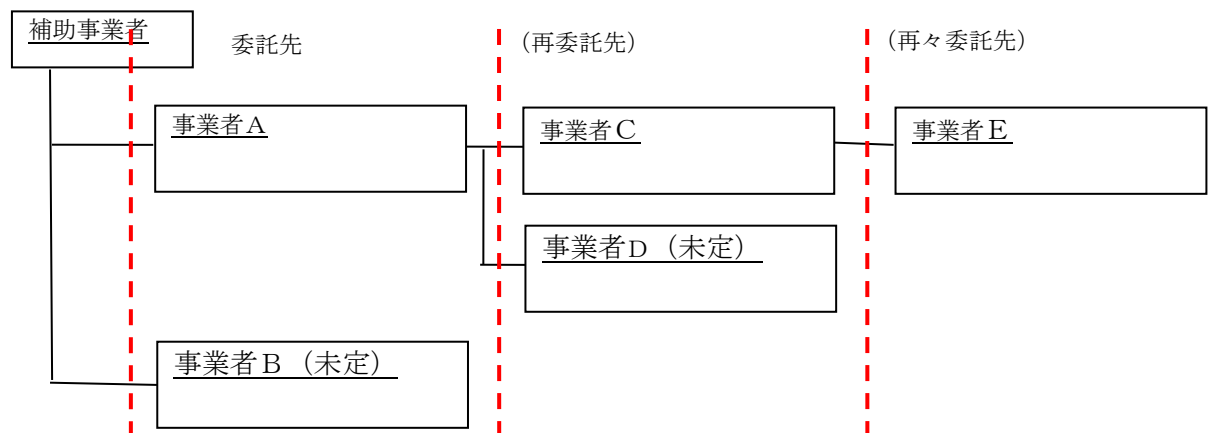 補助事業者
委託先
（再委託先）
（再々委託先）
事業者A
事業者C
事業者E
事業者D（未定）
事業者B（未定）